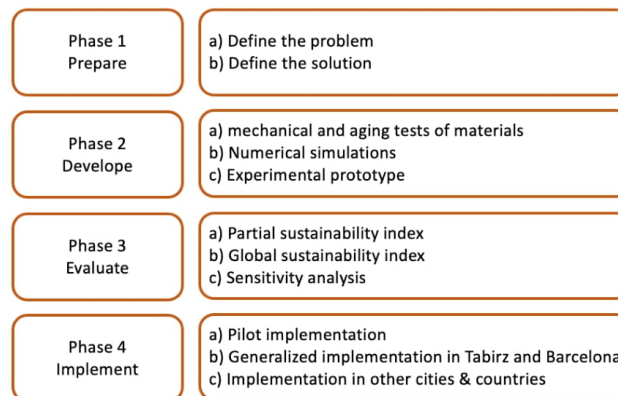 Phase 1
Prepare
a) Define the problem
b) Define the solution
Phase 2
Develope
a) mechanical and aging tests of materials
b) Numerical simulations
c) Experimental prototype
Phase 3
Evaluate
a) Partial sustainability index
b) Global sustainability index
c) Sensitivity analysis
Phase 4
Implement
a) Pilot implementation
b) Generalized implementation in Tabirz and Barcelona
c) Implementation in other cities & countries